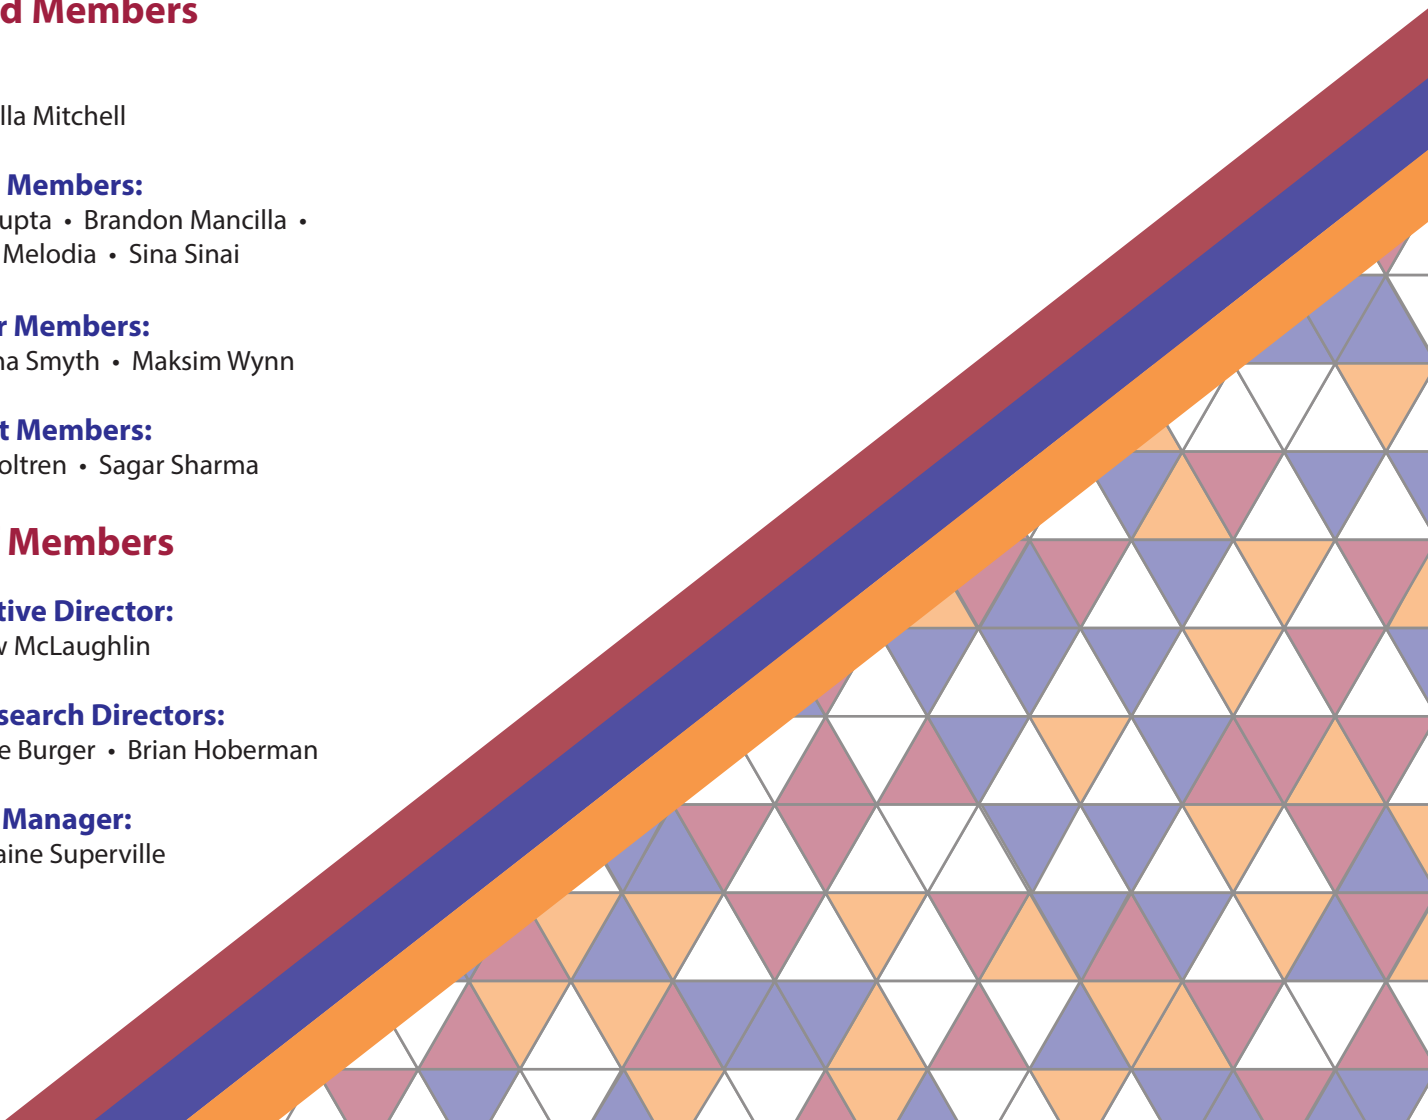 d Members
lla Mitchell
Members:
upta • Brandon Mancilla •
Melodia • Sina Sinai
r Members:
na Smyth • Maksim Wynn
t Members:
oltren • Sagar Sharma
Members
tive Director:
w McLaughlin
search Directors:
e Burger • Brian Hoberman
Manager:
aine Superville